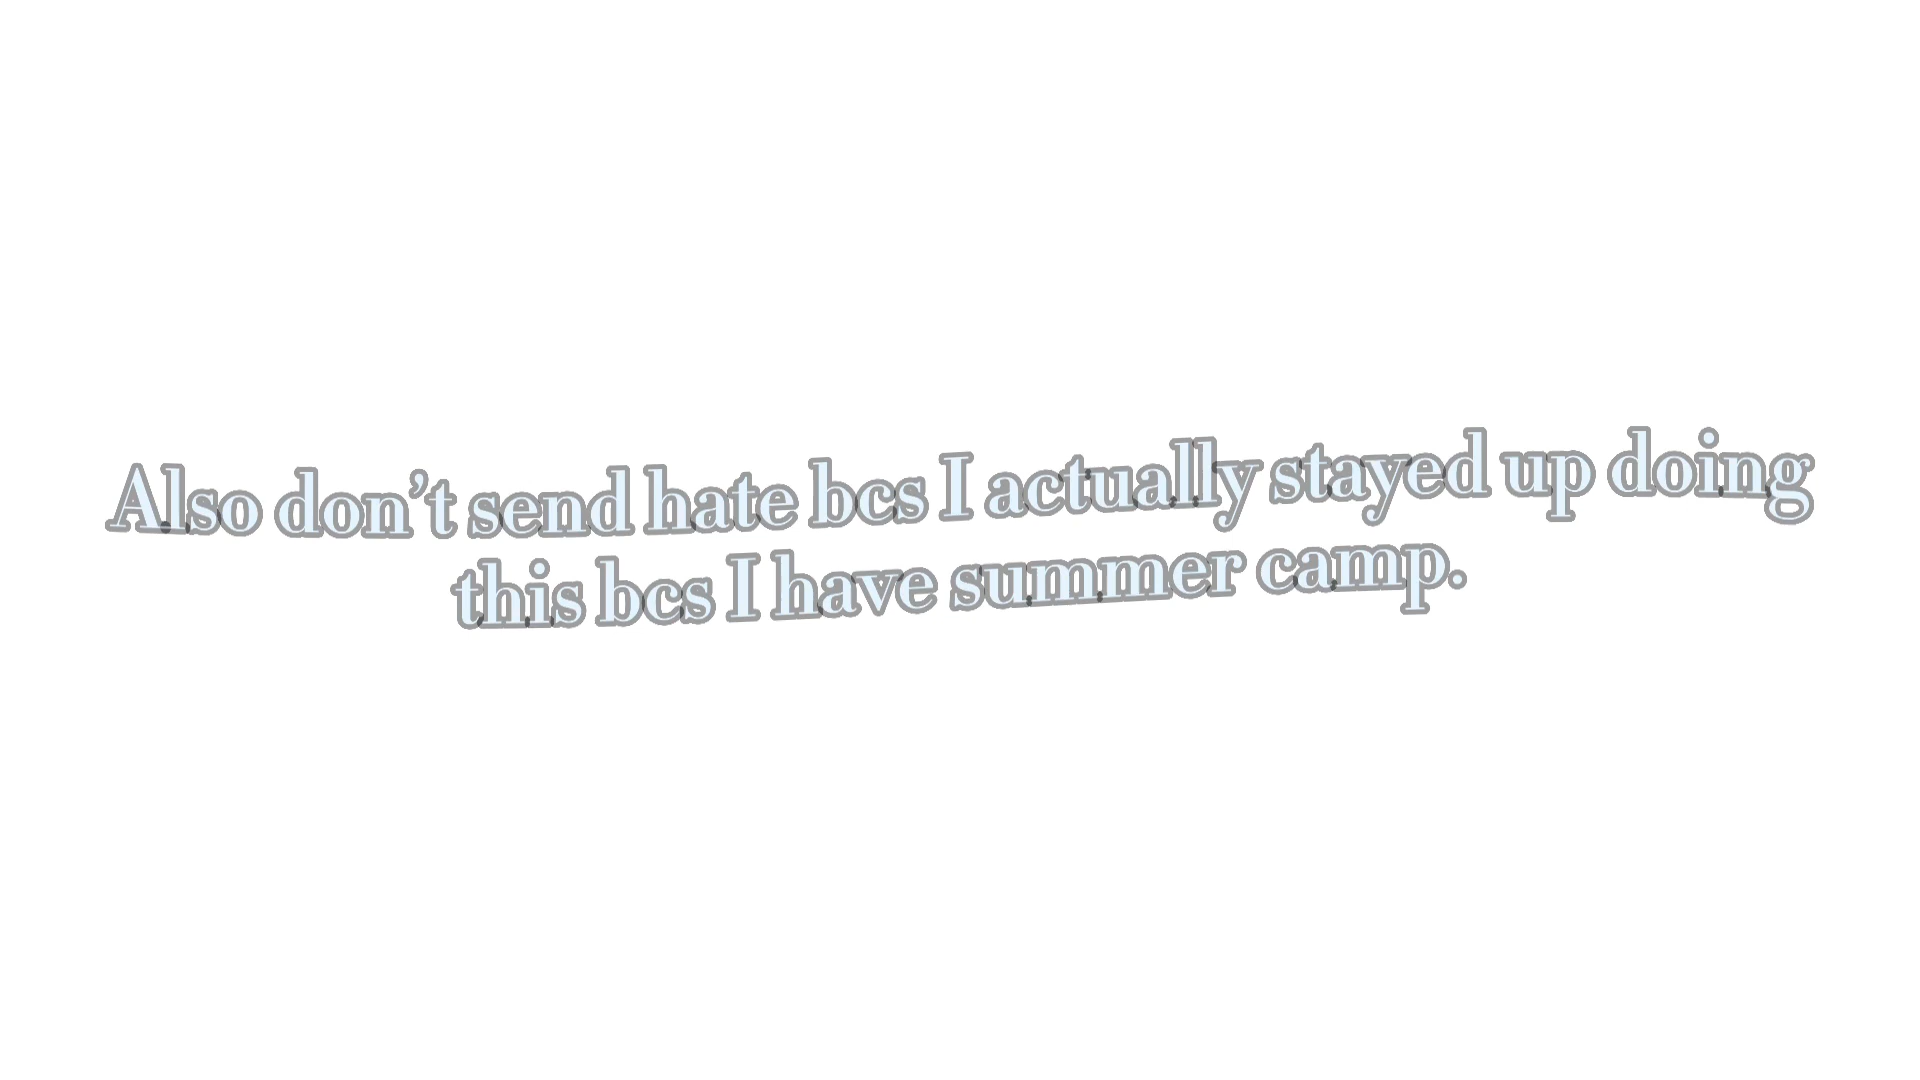 Also don’t send hate bcs I actually stayed up doing
this bcs I have summer camp.